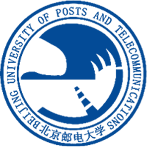 BEIJING UNIVERSITY OF POSTS AND TELECOMMUNICATIONS
北京邮电大学